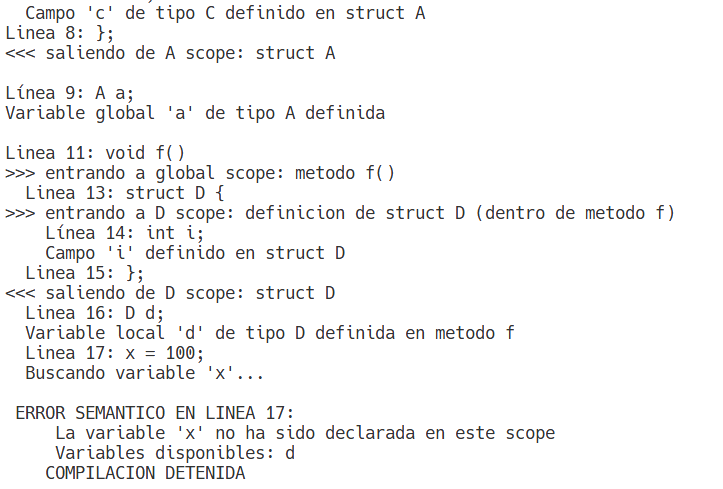 Campo 'c' de tipo C definido en struct A
Linea 8: };
<<< saliendo de A scope: struct A
Línea 9: A a;
Variable global 'a' de tipo A definida
Linea 11: void f()
>>> entrando a global scope: metodo f()
Linea 13: struct D {
>>> entrando a D scope: definicion de struct D (dentro de metodo f)
Línea 14: int i;
Campo 'i' definido en struct D
Linea 15: };
<<< saliendo de D scope: struct D
Linea 16: D d;
Variable local 'd' de tipo D definida en metodo f
Linea 17: x = 100;
Buscando variable 'x'...
ERROR SEMANTICO EN LINEA 17:
La variable 'x' no ha sido declarada en este scope
Variables disponibles: d
COMPILACION DETENIDA